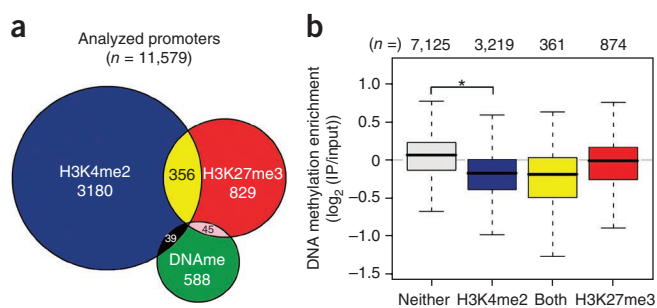 a
Analyzed promoters
(n = 11,579)
H3K4me2
3180
356
H3K27me3
829
39
45
DNAme
588
b
(n =) 7,125 3,219 361 874
DNA methylation enrichment
(log2 (IP/input))
*
1.0
0.5
0
−0.5
−1.0
−1.5
Neither H3K4me2 Both H3K27me3